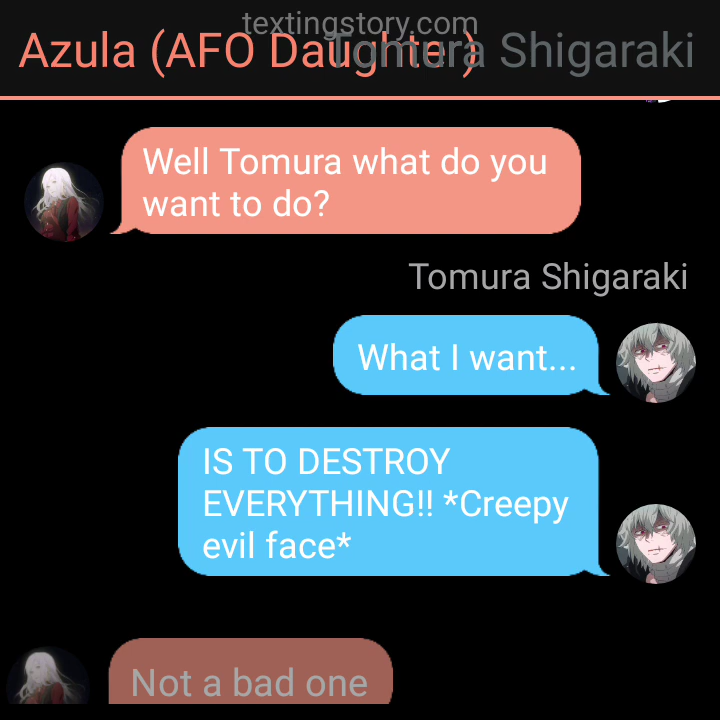 textingstory.com
Azula (AFO Daughter) Tomura Shigaraki
Well Tomura what do you
want to do?
Tomura Shigaraki
What I want...
IS TO DESTROY
EVERYTHING!! *Creepy
evil face*
Not a bad one